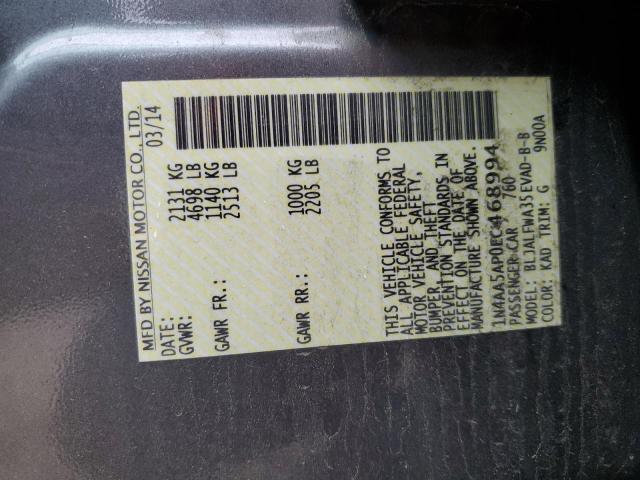 MFD BY NISSAN MOTOR CO., LTD.
DATE: 03/14
GVWR: 2131 KG
4698 LB
GAWR FR.: 1140 KG
2513 LB
GAWR RR.: 1000 KG
2205 LB
THIS VEHICLE CONFORMS TO
ALL APPLICABLE FEDERAL
MOTOR VEHICLE SAFETY,
BUMPER, AND THEFT
PREVENTION STANDARDS IN
EFFECT ON THE DATE OF
MANUFACTURE SHOWN ABOVE.
1N4AA5AP0EC468994
PASSENGER CAR 760
MODEL: BLJALFWA35EVAD-B-B
COLOR: KAD TRIM: G 9N00A